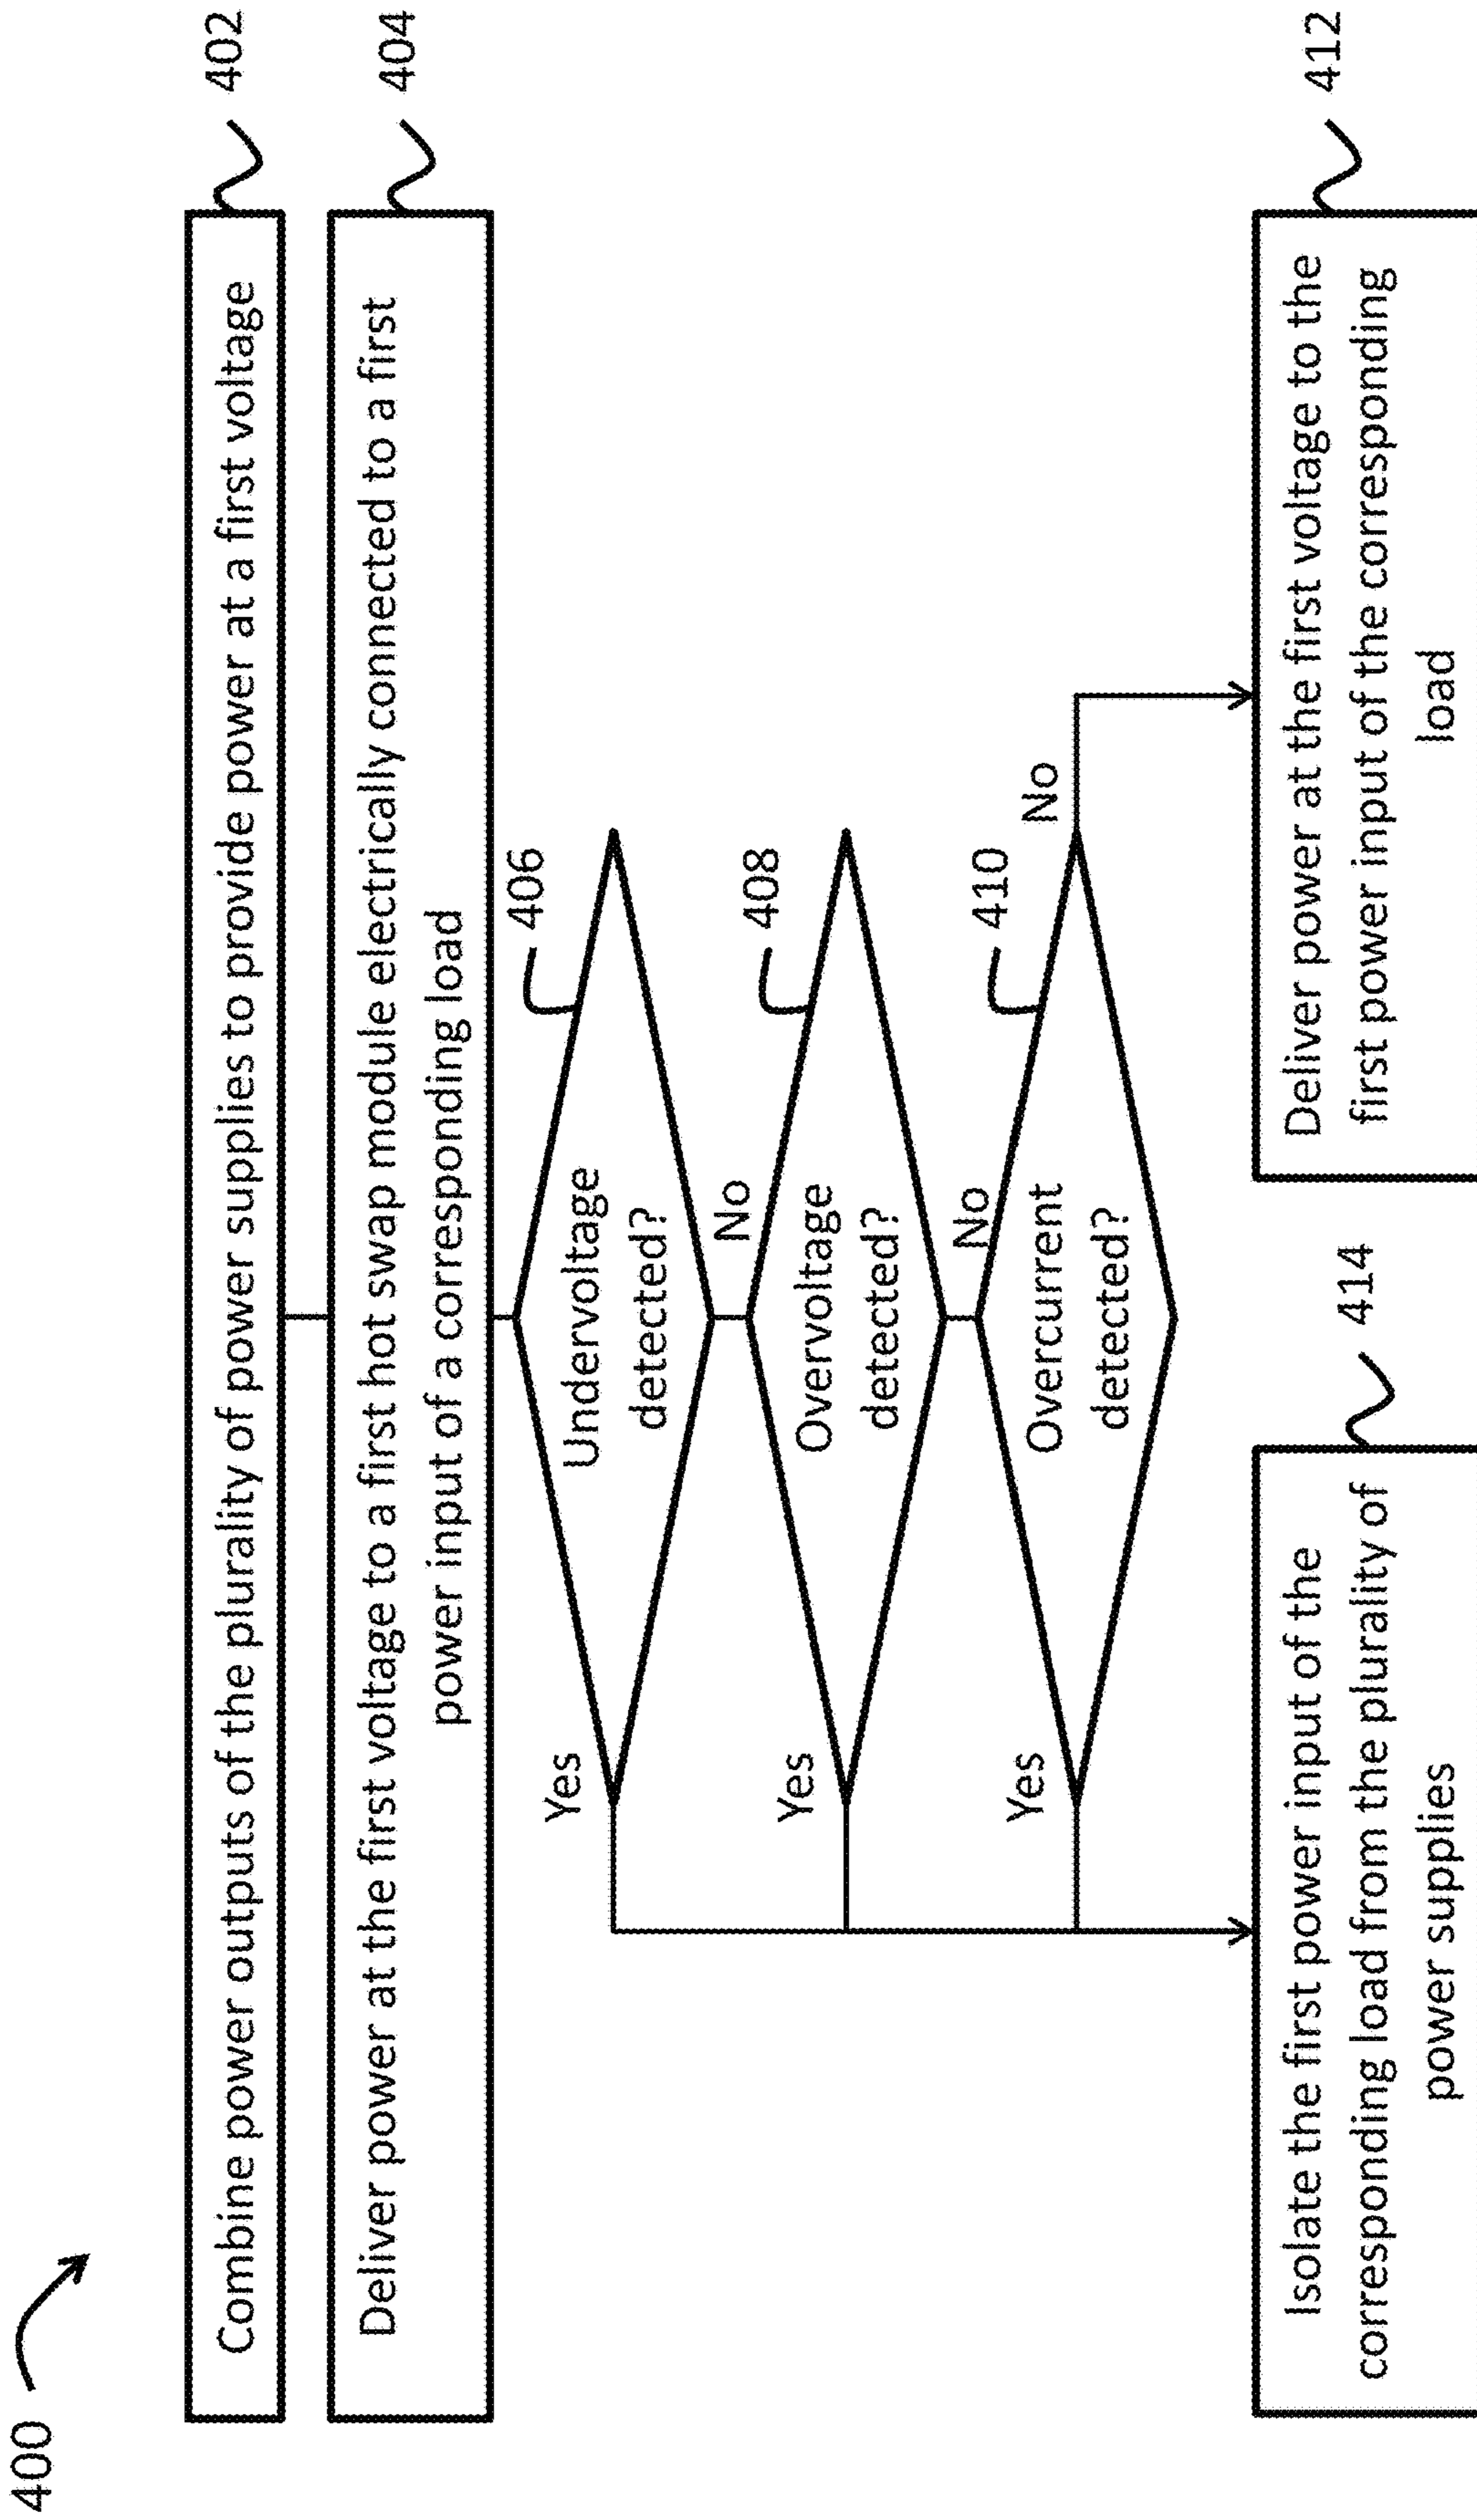 400
Combine power outputs of the plurality of power supplies to provide power at a first voltage
402
Deliver power at the first voltage to a first hot swap module electrically connected to a first
power input of a corresponding load
404
406
Undervoltage
detected?
Yes
No
408
Overvoltage
detected?
Yes
No
410
Overcurrent
detected?
Yes
No
Isolate the first power input of the
corresponding load from the plurality of
power supplies
414
Deliver power at the first voltage to the
first power input of the corresponding
load
412